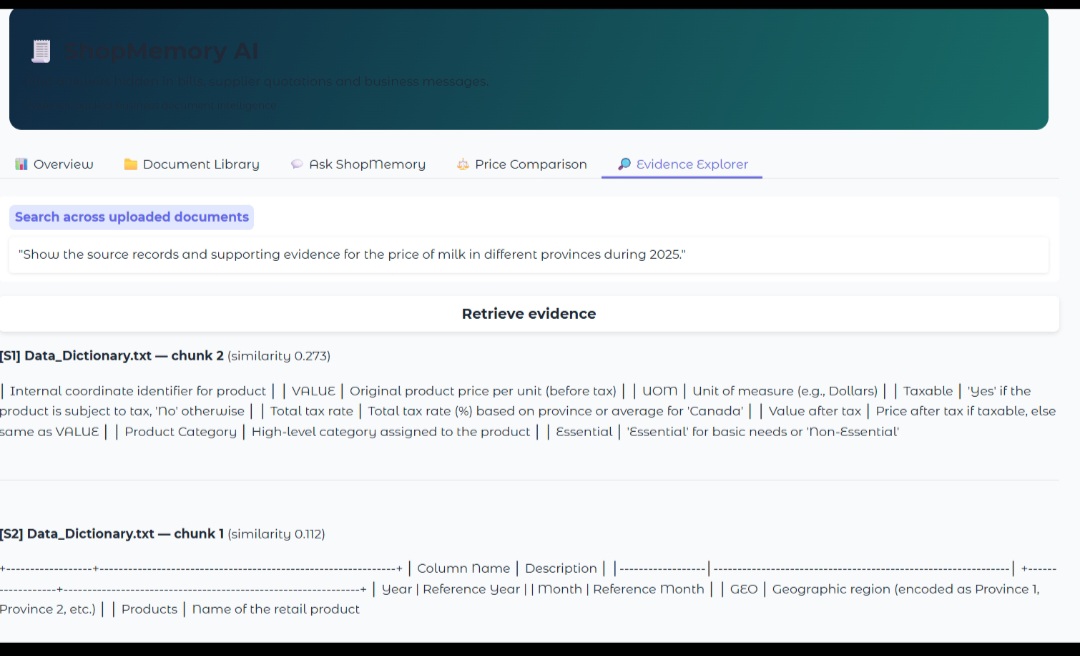 ShopMemory AI
supplier quotations and business messages.
Overview
Document Library
Ask ShopMemory
Price Comparison
Evidence Explorer
Search across uploaded documents
"Show the source records and supporting evidence for the price of milk in different provinces during 2025."
Retrieve evidence
[S1] Data_Dictionary.txt — chunk 2 (similarity 0.273)
| Internal coordinate identifier for product | | VALUE | Original product price per unit (before tax) | | UOM | Unit of measure (e.g., Dollars) | | Taxable | 'Yes' if the
product is subject to tax, 'No' otherwise | | Total tax rate | Total tax rate (%) based on province or average for 'Canada' | | Value after tax | Price after tax if taxable, else
same as VALUE | | Product Category | High-level category assigned to the product | | Essential | 'Essential' for basic needs or 'Non-Essential'
[S2] Data_Dictionary.txt — chunk 1 (similarity 0.112)
+-----------------+------------------------------------------------------------+ | Column Name | Description | |-----------------|------------------------------------------------------------| +------
-----------+------------------------------------------------------------+ | Year | Reference Year | | Month | Reference Month | | GEO | Geographic region (encoded as Province 1,
Province 2, etc.) | | Products | Name of the retail product